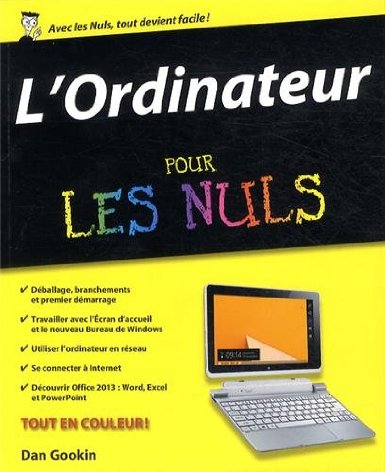 Avec les Nuls, tout devient facile !
L'Ordinateur
POUR
LES NULS
✓ Déballage, branchements
et premier démarrage
✓ Travailler avec l'Écran d'accueil
et le nouveau Bureau de Windows
✓ Utiliser l'ordinateur en réseau
✓ Se connecter à Internet
✓ Découvrir Office 2013 : Word, Excel
et PowerPoint
09:14
TOUT EN COULEUR !
Dan Gookin